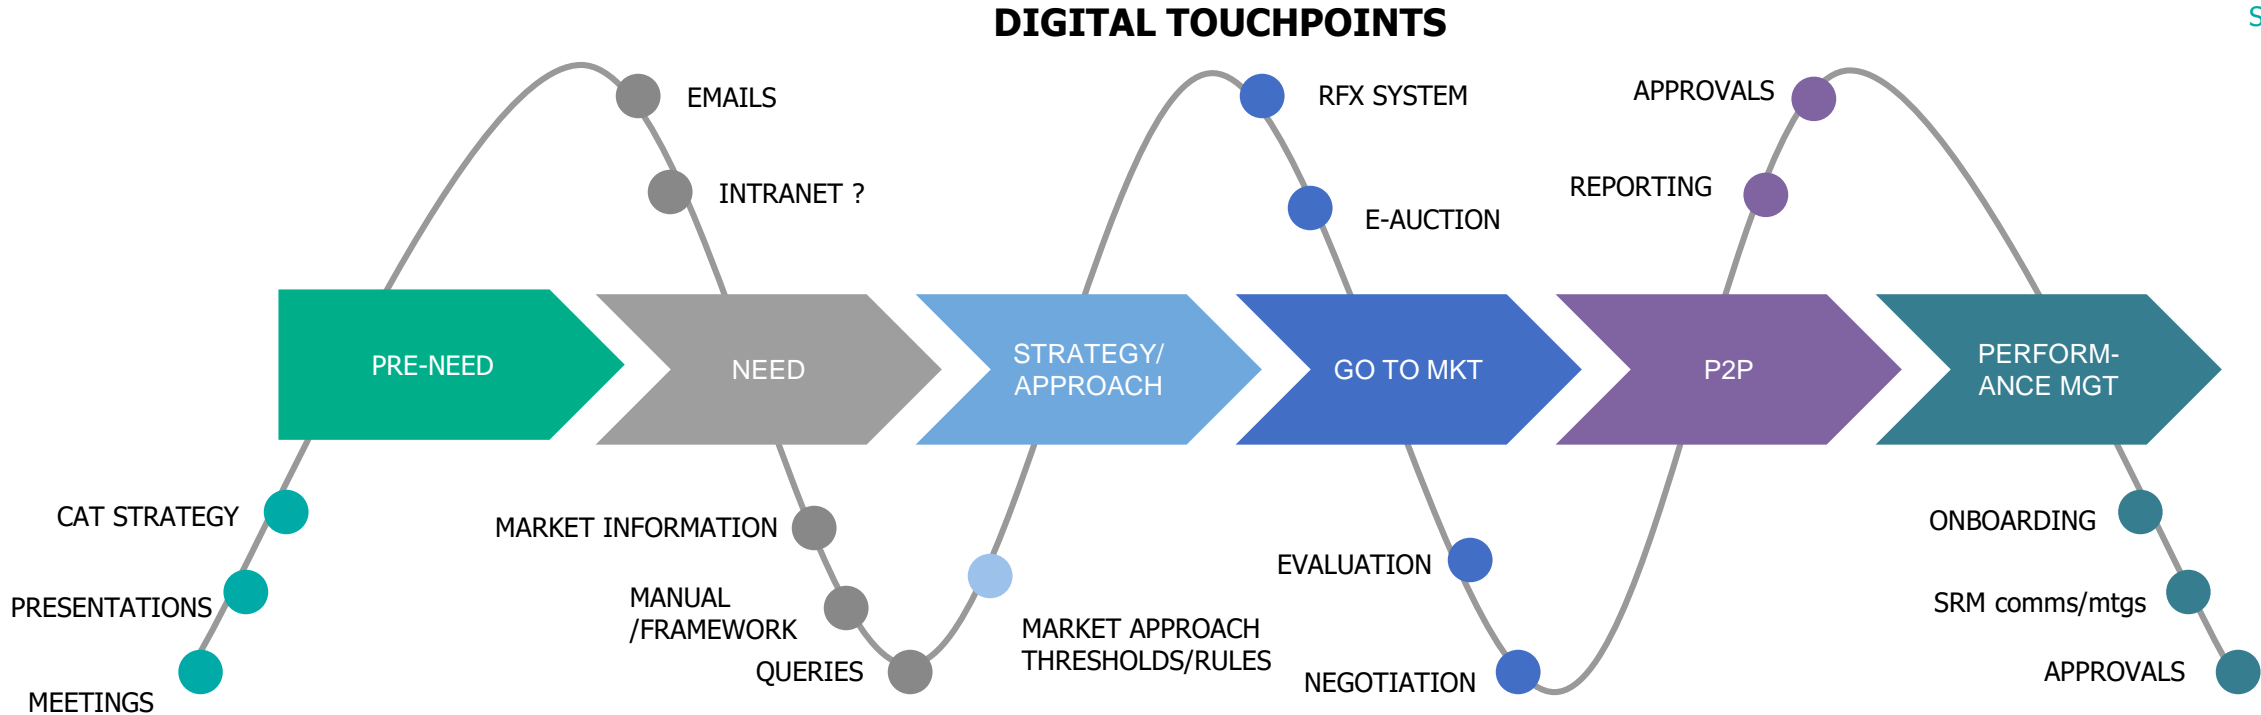 DIGITAL TOUCHPOINTS
S
EMAILS
INTRANET ?
RFX SYSTEM
E-AUCTION
APPROVALS
REPORTING
PRE-NEED
NEED
STRATEGY/
APPROACH
GO TO MKT
P2P
PERFORM-
ANCE MGT
CAT STRATEGY
PRESENTATIONS
MEETINGS
MARKET INFORMATION
MANUAL
/FRAMEWORK
QUERIES
MARKET APPROACH
THRESHOLDS/RULES
EVALUATION
NEGOTIATION
ONBOARDING
SRM comms/mtgs
APPROVALS